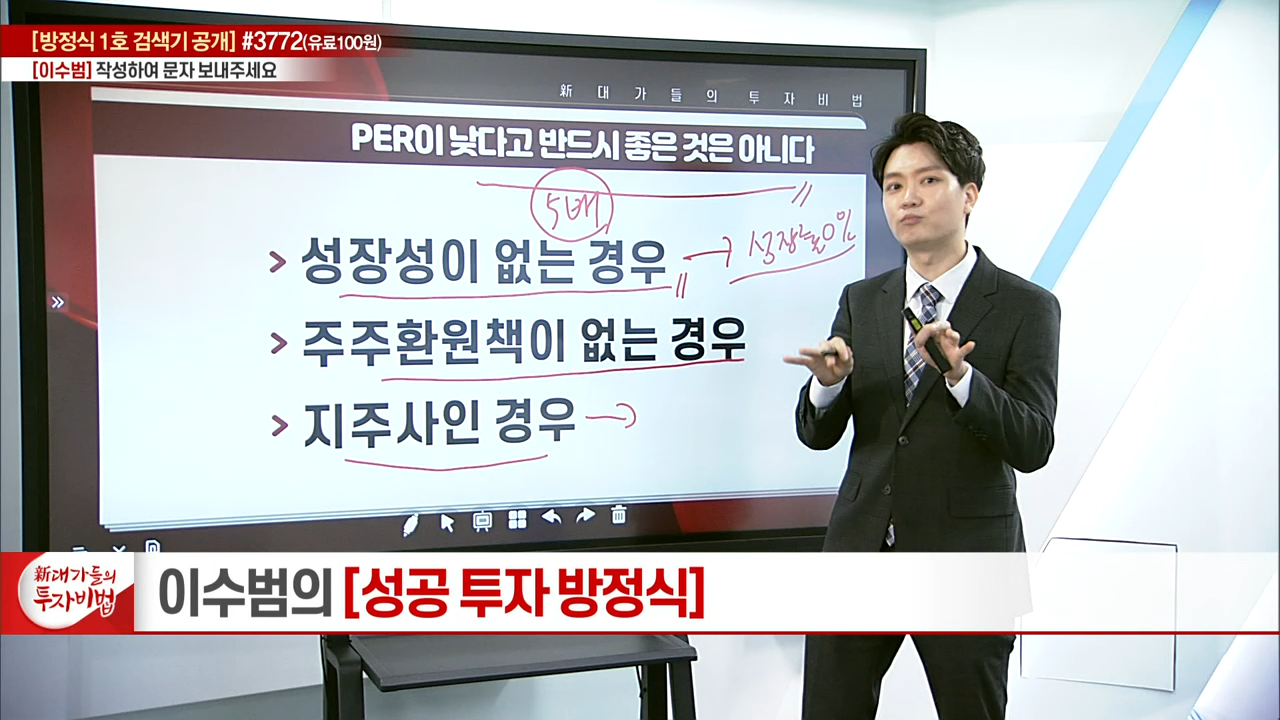 [방정식 1호 검색기 공개] #3772(유료100원)
[이수범] 작성하여 문자 보내주세요
新 대 가 들 의 투 자 비 법
PER이 낮다고 반드시 좋은 것은 아니다
5배
> 성장성이 없는 경우 → 성장률 0%
> 주주환원책이 없는 경우
> 지주사인 경우 →
»
新대가들의
투자비법
이수범의 [성공 투자 방정식]